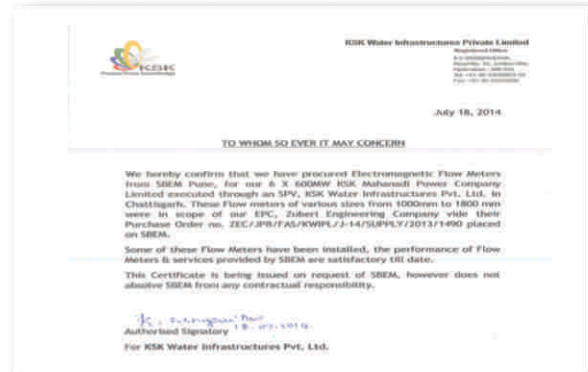 KSK
KSK Water Infrastructures Private Limited
Registered Office
July 18, 2014
TO WHOM SO EVER IT MAY CONCERN
We hereby confirm that we have procured Electromagnetic Flow Meters
from SBEM Pune, for our 6 X 600MW KSK Mahanadi Power Company
Limited executed through an SPV, KSK Water Infrastructures Pvt. Ltd. in
Chattisgarh. These Flow meters of various sizes from 1000mm to 1800 mm
were in scope of our EPC, Zubert Engineering Company vide their
Purchase Order no. ZEC/JPR/FAS/KWIPL/J-14/SUPPLY/2013/1490 placed
on SBEM.
Some of these Flow Meters have been installed, the performance of Flow
Meters & services provided by SBEM are satisfactory till date.
This Certificate is being issued on request of SBEM, however does not
absolve SBEM from any contractual responsibility.
Authorised Signatory 18.07.2014
For KSK Water Infrastructures Pvt. Ltd.